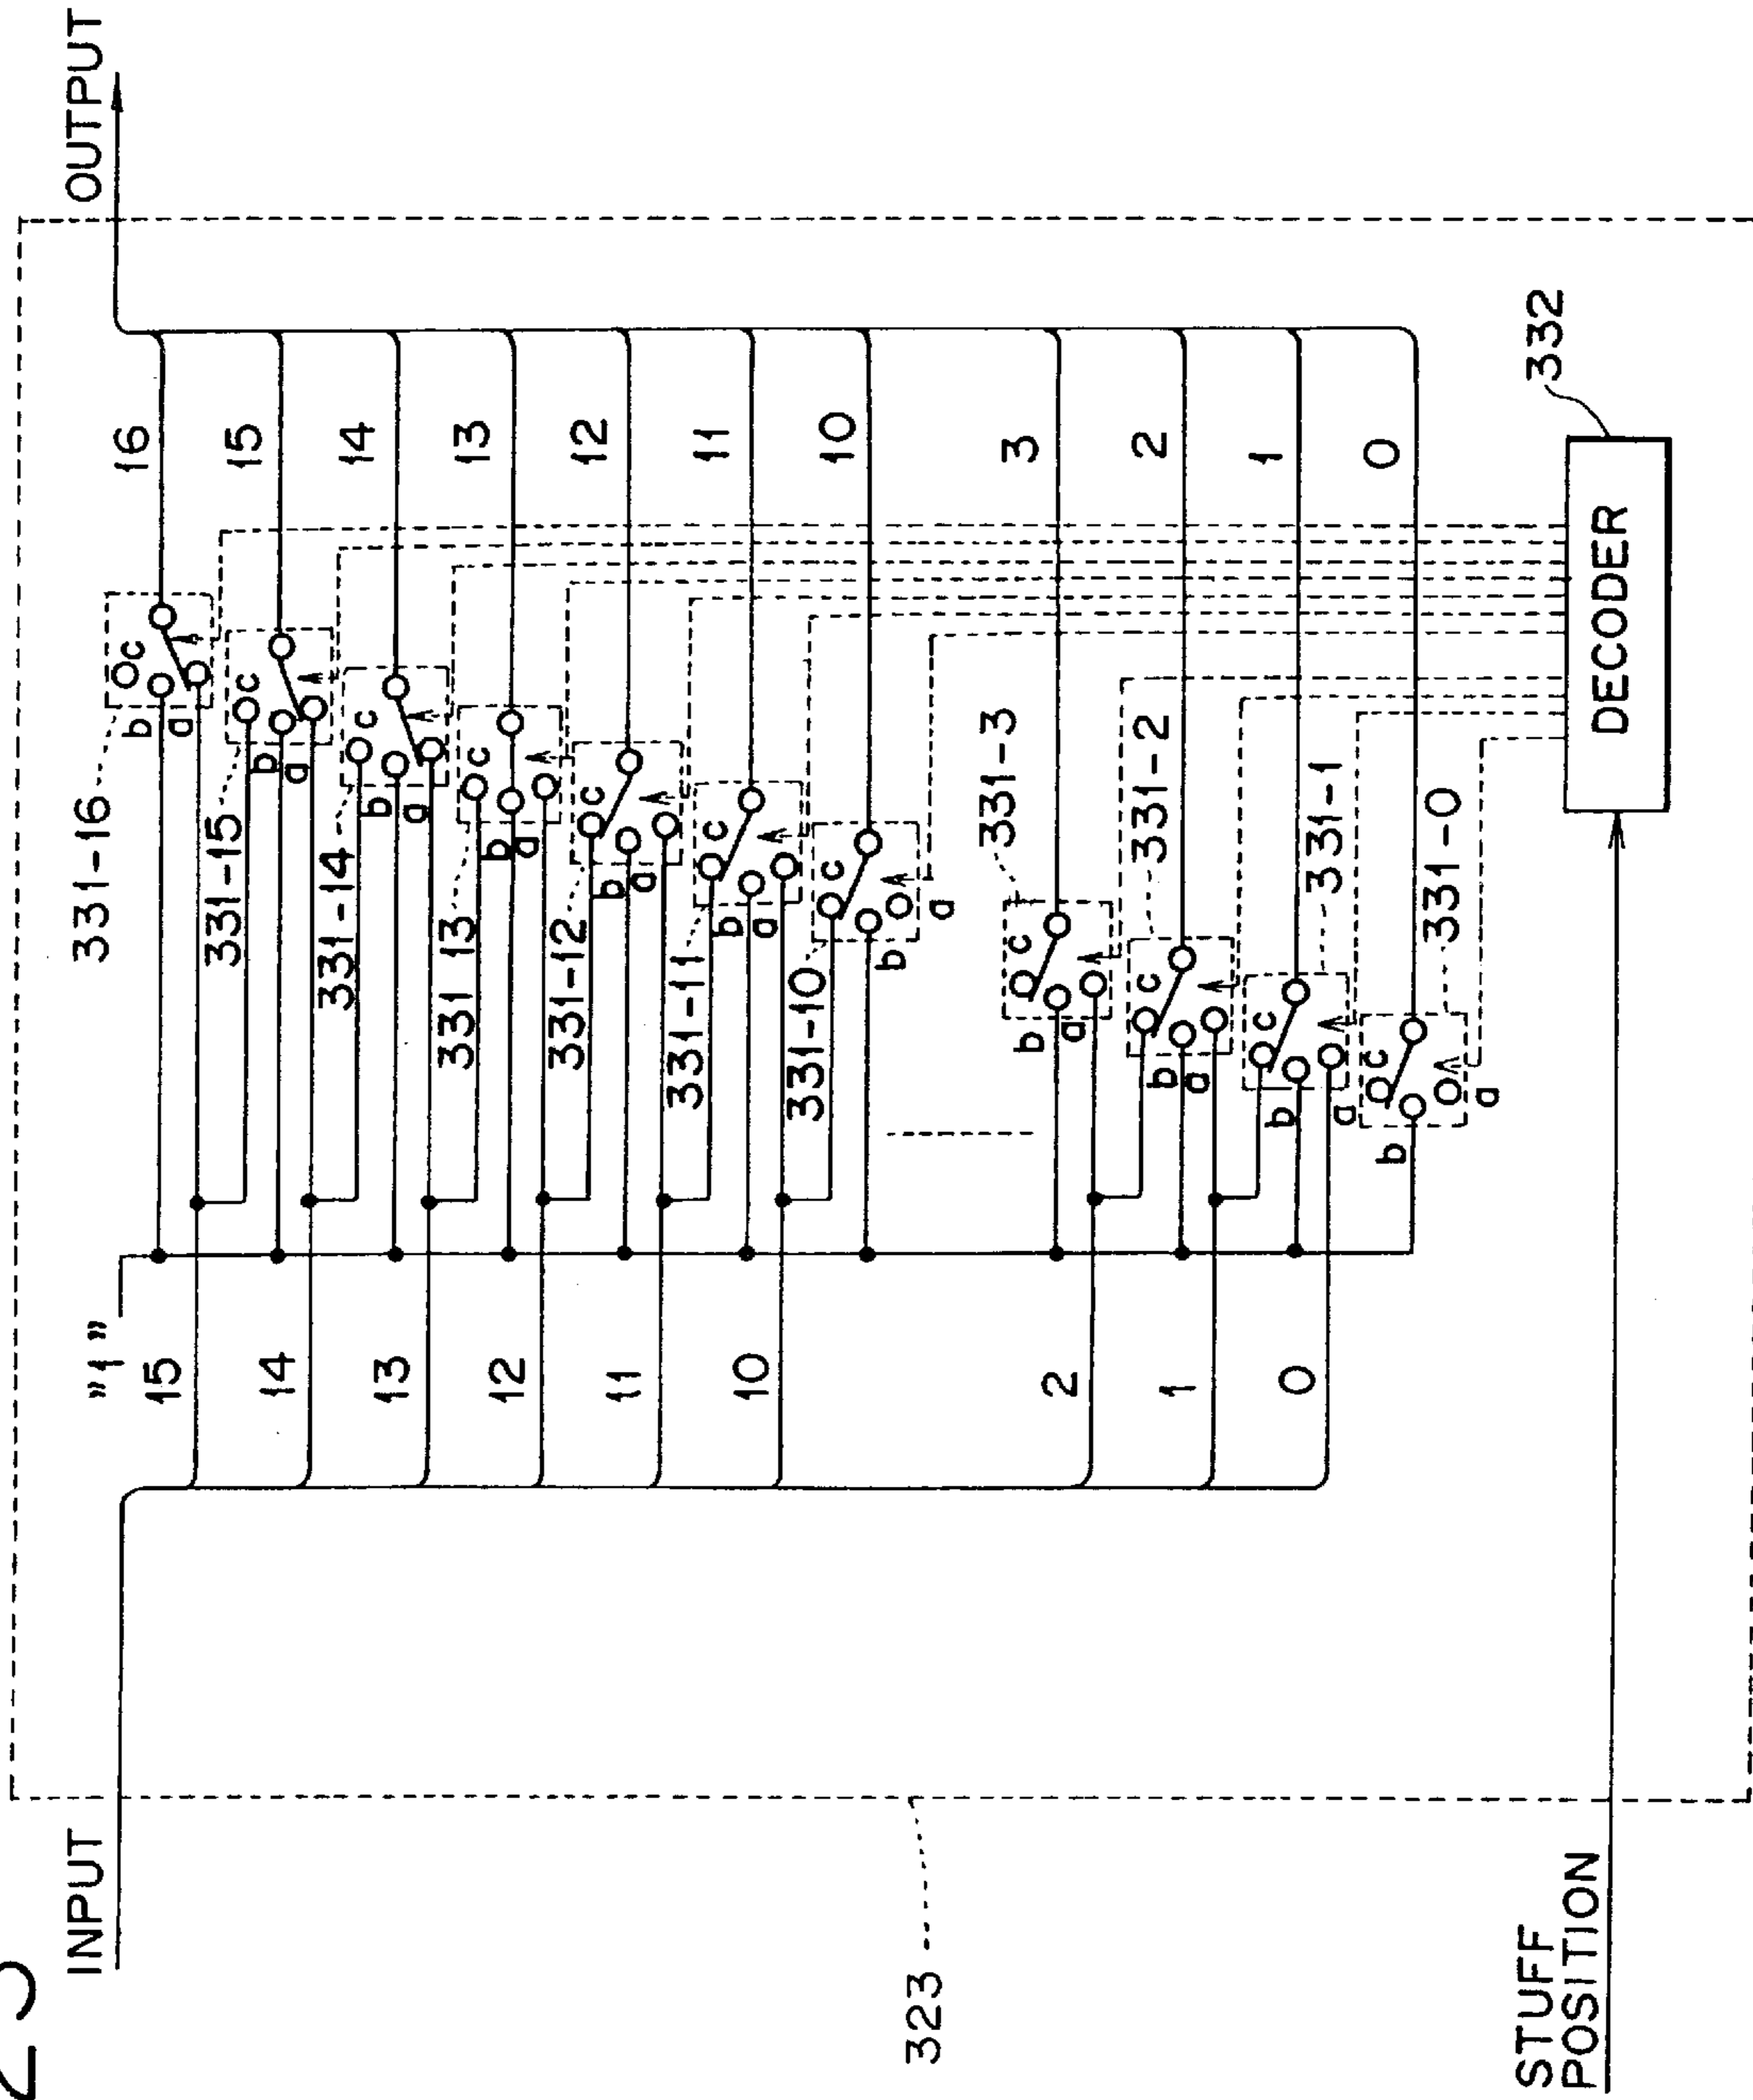 23
INPUT
OUTPUT
"1"
15
14
13
12
11
10
2
1
0
331-16
331-15
331-14
331 13
331-12
331-11
331-10
331-3
331-2
331-1
331-0
c
b
a
c
b
a
c
b
a
c
b
a
c
b
a
c
b
a
c
b
a
c
b
a
c
b
a
c
b
a
c
b
a
16
15
14
13
12
11
10
3
2
1
0
323
STUFF
POSITION
DECODER
332